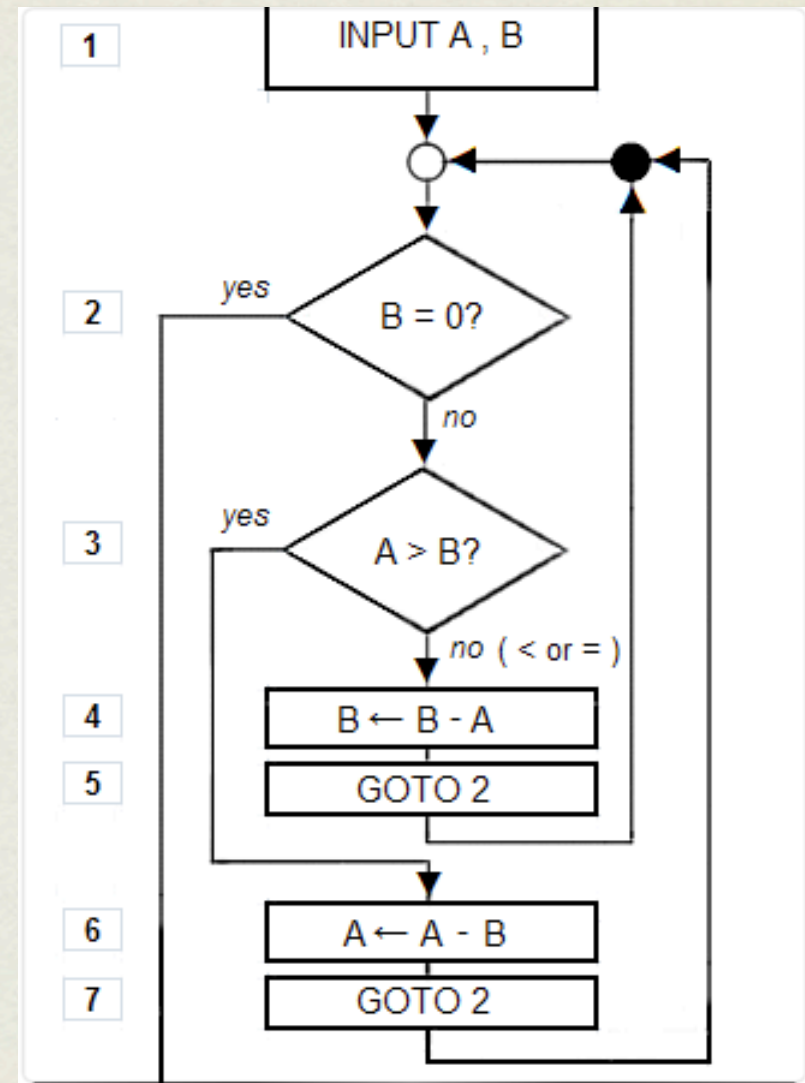 1
INPUT A , B
yes
2
B = 0?
no
yes
3
A > B?
no ( < or = )
4
B ← B - A
5
GOTO 2
6
A ← A - B
7
GOTO 2